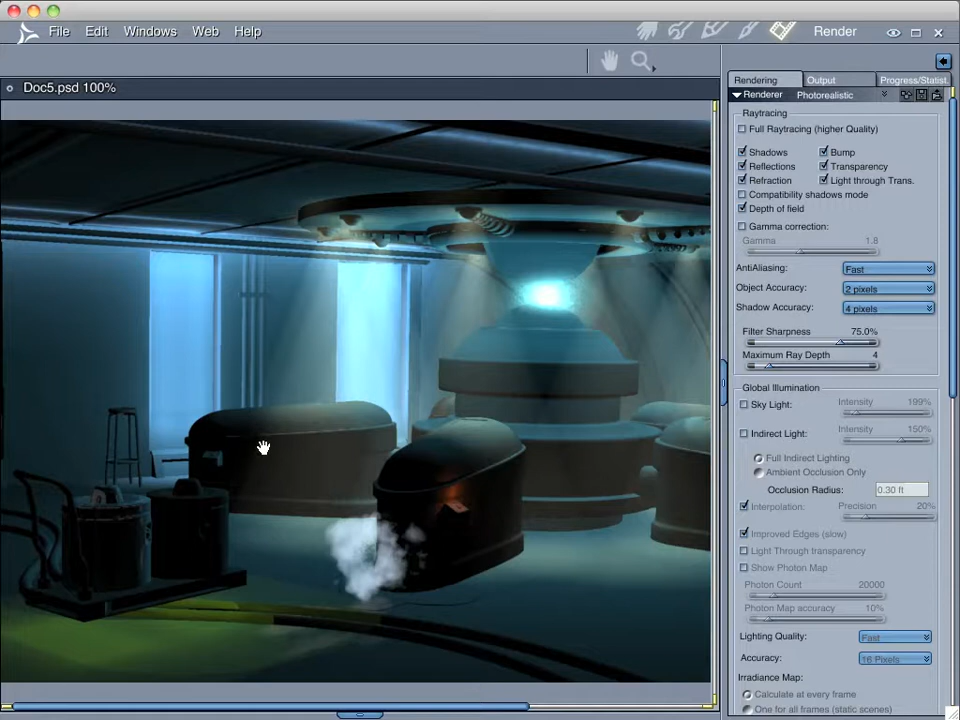 File Edit Windows Web Help Render
Doc5.psd 100%
Rendering Output Progress/Statist.
Renderer Photorealistic
Raytracing
Full Raytracing (higher Quality)
Shadows Bump
Reflections Transparency
Refraction Light through Trans.
Compatibility shadows mode
Depth of field
Gamma correction:
Gamma 1.8
AntiAliasing: Fast
Object Accuracy: 2 pixels
Shadow Accuracy: 4 pixels
Filter Sharpness 75.0%
Maximum Ray Depth 4
Global Illumination
Sky Light: Intensity 199%
Indirect Light: Intensity 150%
Full Indirect Lighting
Ambient Occlusion Only
Occlusion Radius: 0.30 ft
Interpolation: Precision 20%
Improved Edges (slow)
Light Through transparency
Show Photon Map
Photon Count 20000
Photon Map accuracy 10%
Lighting Quality: Fast
Accuracy: 16 Pixels
Irradiance Map:
Calculate at every frame
One for all frames (static scenes)